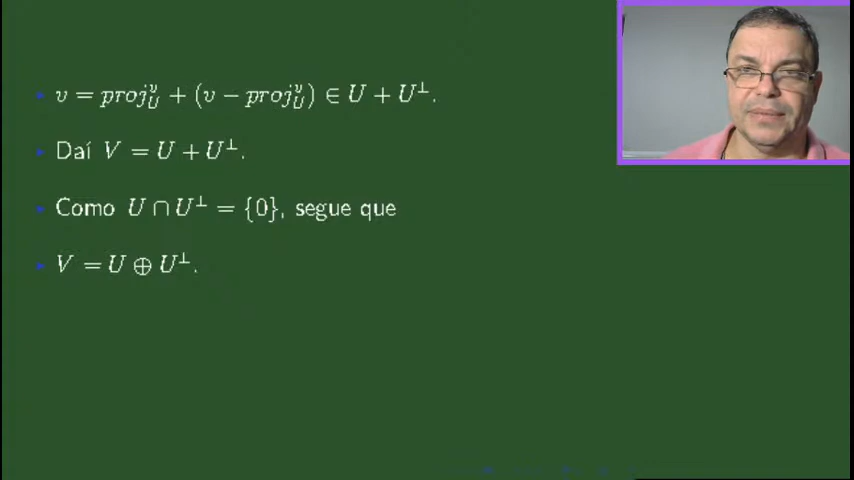 v = proj_U^v + (v − proj_U^v) ∈ U + U^⊥.
Daí V = U + U^⊥.
Como U ∩ U^⊥ = {0}, segue que
V = U ⊕ U^⊥.